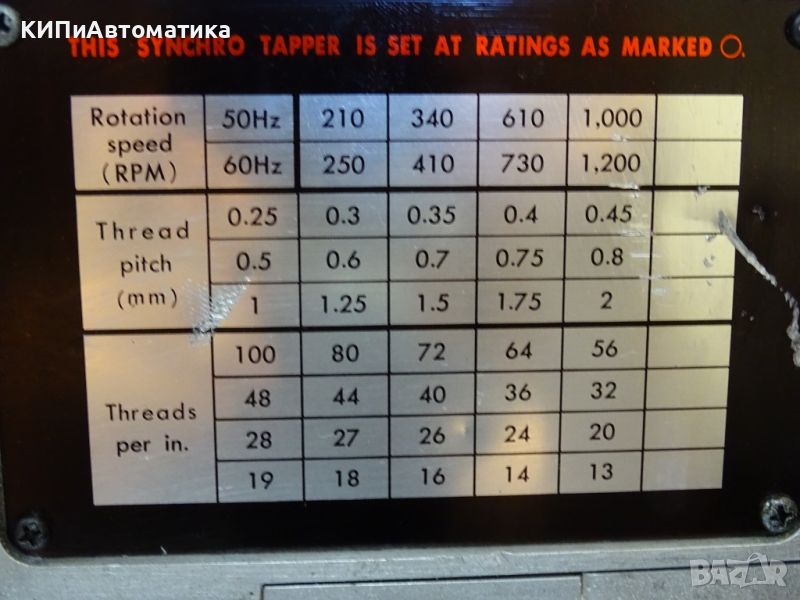 КИПиАвтоматика
THIS SYNCHRO TAPPER IS SET AT RATINGS AS MARKED O.
Rotation speed (RPM) 50Hz 210 340 610 1,000
60Hz 250 410 730 1,200
Thread pitch (mm) 0.25 0.3 0.35 0.4 0.45
0.5 0.6 0.7 0.75 0.8
1 1.25 1.5 1.75 2
Threads per in. 100 80 72 64 56
48 44 40 36 32
28 27 26 24 20
19 18 16 14 13
BAZAR